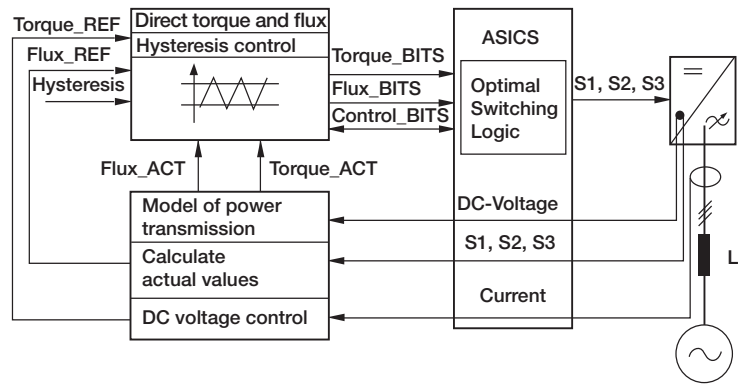 Torque_REF
Flux_REF
Hysteresis
Direct torque and flux
Hysteresis control
Torque_BITS
Flux_BITS
Control_BITS
ASICS
Optimal
Switching
Logic
S1, S2, S3
Flux_ACT
Torque_ACT
Model of power
transmission
Calculate
actual values
DC voltage control
DC-Voltage
S1, S2, S3
Current
L